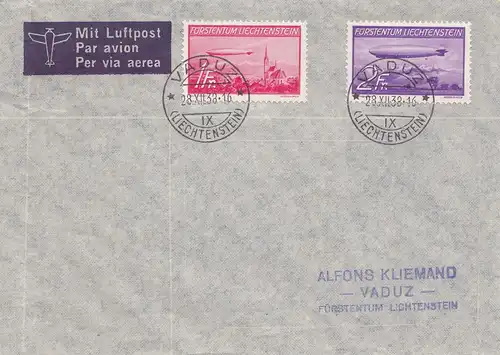 Mit Luftpost
Par avion
Per via aerea
FÜRSTENTUM LIECHTENSTEIN
1 Fr.
VADUZ
28.XII.38-16
IX
(LIECHTENSTEIN)
FÜRSTENTUM LIECHTENSTEIN
2 Fr.
VADUZ
28.XII.38-16
IX
(LIECHTENSTEIN)
ALFONS KLIEMAND
— VADUZ —
FÜRSTENTUM LICHTENSTEIN